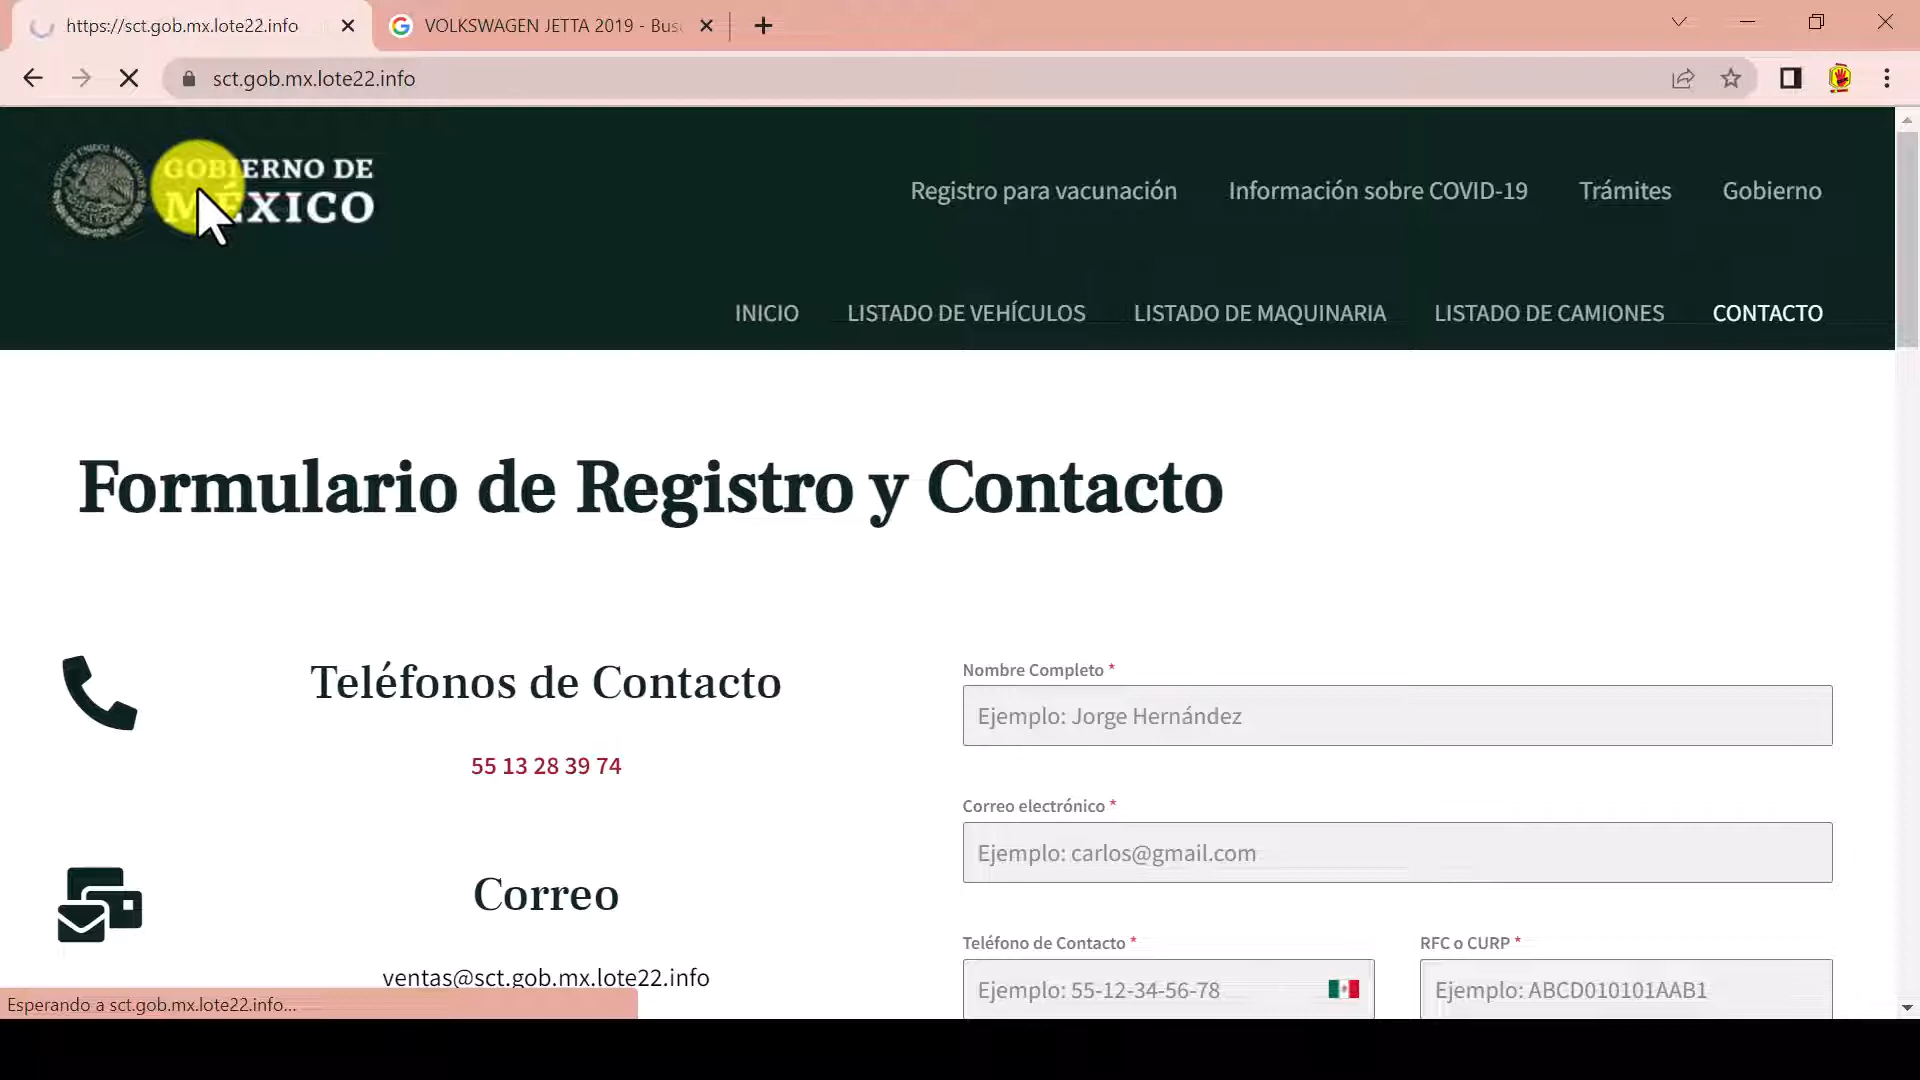 https://sct.gob.mx.lote22.info
VOLKSWAGEN JETTA 2019 - Bus
sct.gob.mx.lote22.info
ESTADOS UNIDOS MEXICANOS
GOBIERNO DE
MÉXICO
Registro para vacunación
Información sobre COVID-19
Trámites
Gobierno
INICIO
LISTADO DE VEHÍCULOS
LISTADO DE MAQUINARIA
LISTADO DE CAMIONES
CONTACTO
Formulario de Registro y Contacto
Teléfonos de Contacto
55 13 28 39 74
Correo
ventas@sct.gob.mx.lote22.info
Nombre Completo *
Ejemplo: Jorge Hernández
Correo electrónico *
Ejemplo: carlos@gmail.com
Teléfono de Contacto *
Ejemplo: 55-12-34-56-78
RFC o CURP *
Ejemplo: ABCD010101AAB1
Esperando a sct.gob.mx.lote22.info...